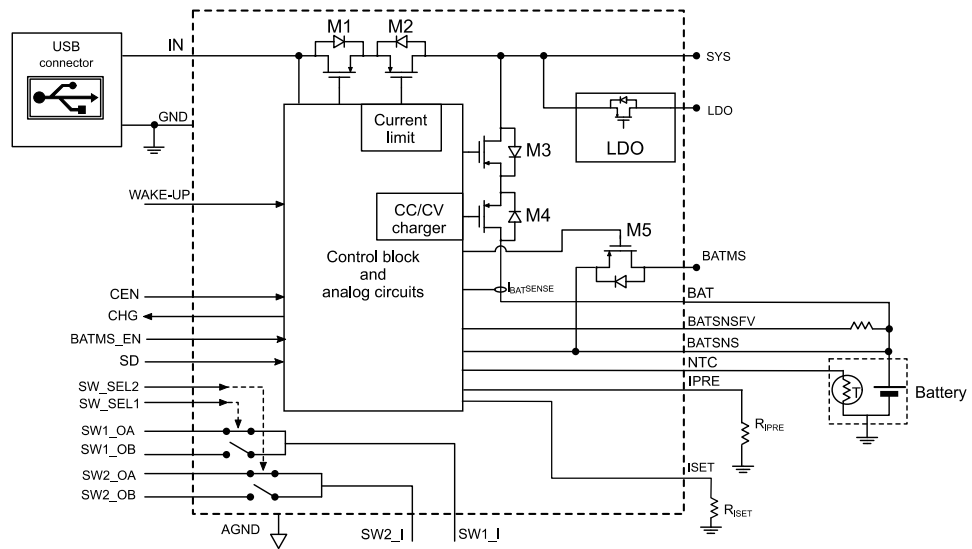 USB
connector
IN
GND
M1
M2
SYS
LDO
LDO
Current
limit
M3
M4
M5
WAKE-UP
CC/CV
charger
Control block
and
analog circuits
IBATSENSE
BATMS
BAT
BATSNSFV
BATSNS
NTC
IPRE
RIPRE
T
Battery
ISET
RISET
CEN
CHG
BATMS_EN
SD
SW_SEL2
SW_SEL1
SW1_OA
SW1_OB
SW2_OA
SW2_OB
AGND
SW2_I
SW1_I